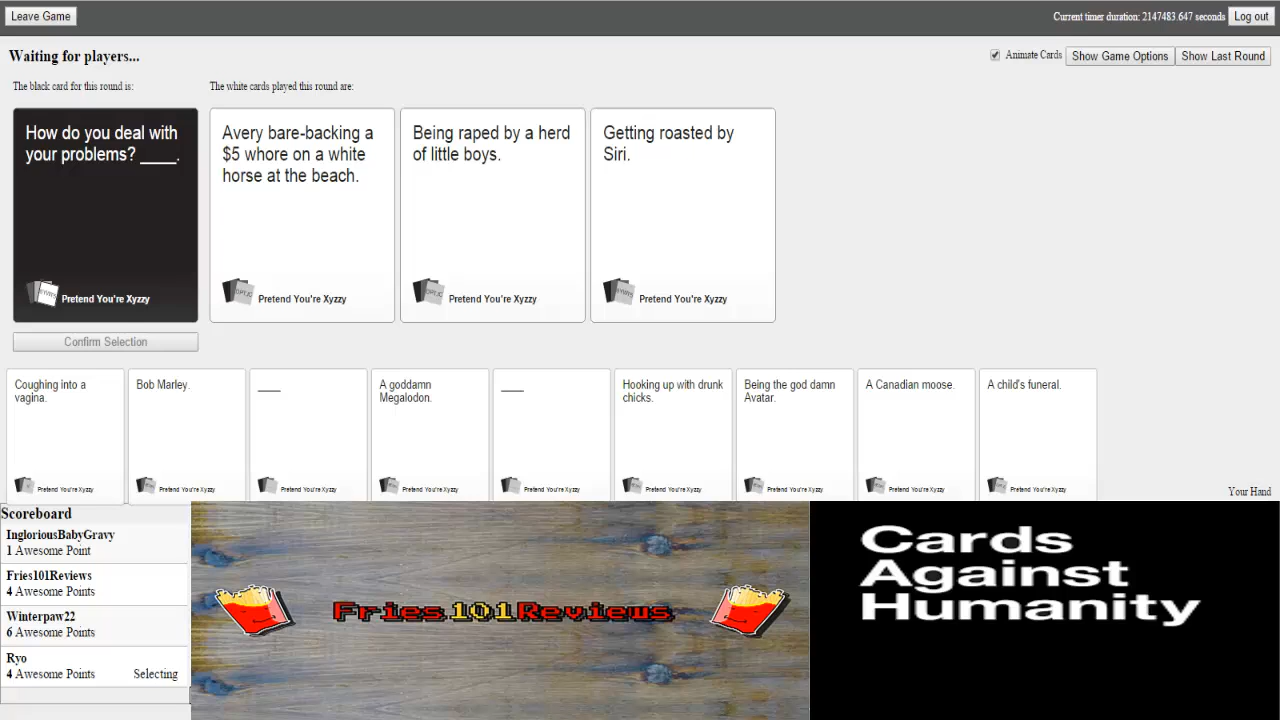 Leave Game
Current timer duration: 2147483.647 seconds
Log out
Waiting for players...
Animate Cards
Show Game Options
Show Last Round
The black card for this round is:
The white cards played this round are:
How do you deal with
your problems? ____.
Pretend You're Xyzzy
Avery bare-backing a
$5 whore on a white
horse at the beach.
Pretend You're Xyzzy
Being raped by a herd
of little boys.
Pretend You're Xyzzy
Getting roasted by
Siri.
Pretend You're Xyzzy
Confirm Selection
Coughing into a
vagina.
Pretend You're Xyzzy
Bob Marley.
Pretend You're Xyzzy
____
Pretend You're Xyzzy
A goddamn
Megalodon.
Pretend You're Xyzzy
____
Pretend You're Xyzzy
Hooking up with drunk
chicks.
Pretend You're Xyzzy
Being the god damn
Avatar.
Pretend You're Xyzzy
A Canadian moose.
Pretend You're Xyzzy
A child's funeral.
Pretend You're Xyzzy
Your Hand
Scoreboard
IngloriousBabyGravy
1 Awesome Point
Fries101Reviews
4 Awesome Points
Winterpaw22
6 Awesome Points
Ryo
4 Awesome Points Selecting
Fries101Reviews
Cards
Against
Humanity